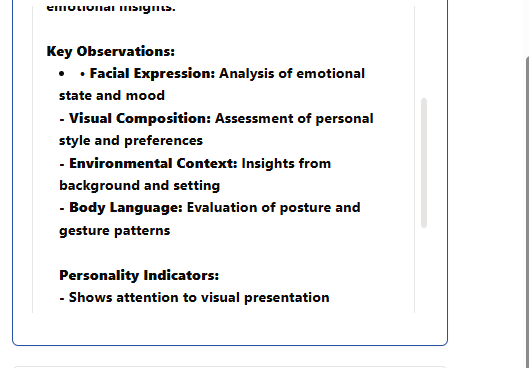 emotional insights.
Key Observations:
• • Facial Expression: Analysis of emotional
state and mood
- Visual Composition: Assessment of personal
style and preferences
- Environmental Context: Insights from
background and setting
- Body Language: Evaluation of posture and
gesture patterns
Personality Indicators:
- Shows attention to visual presentation